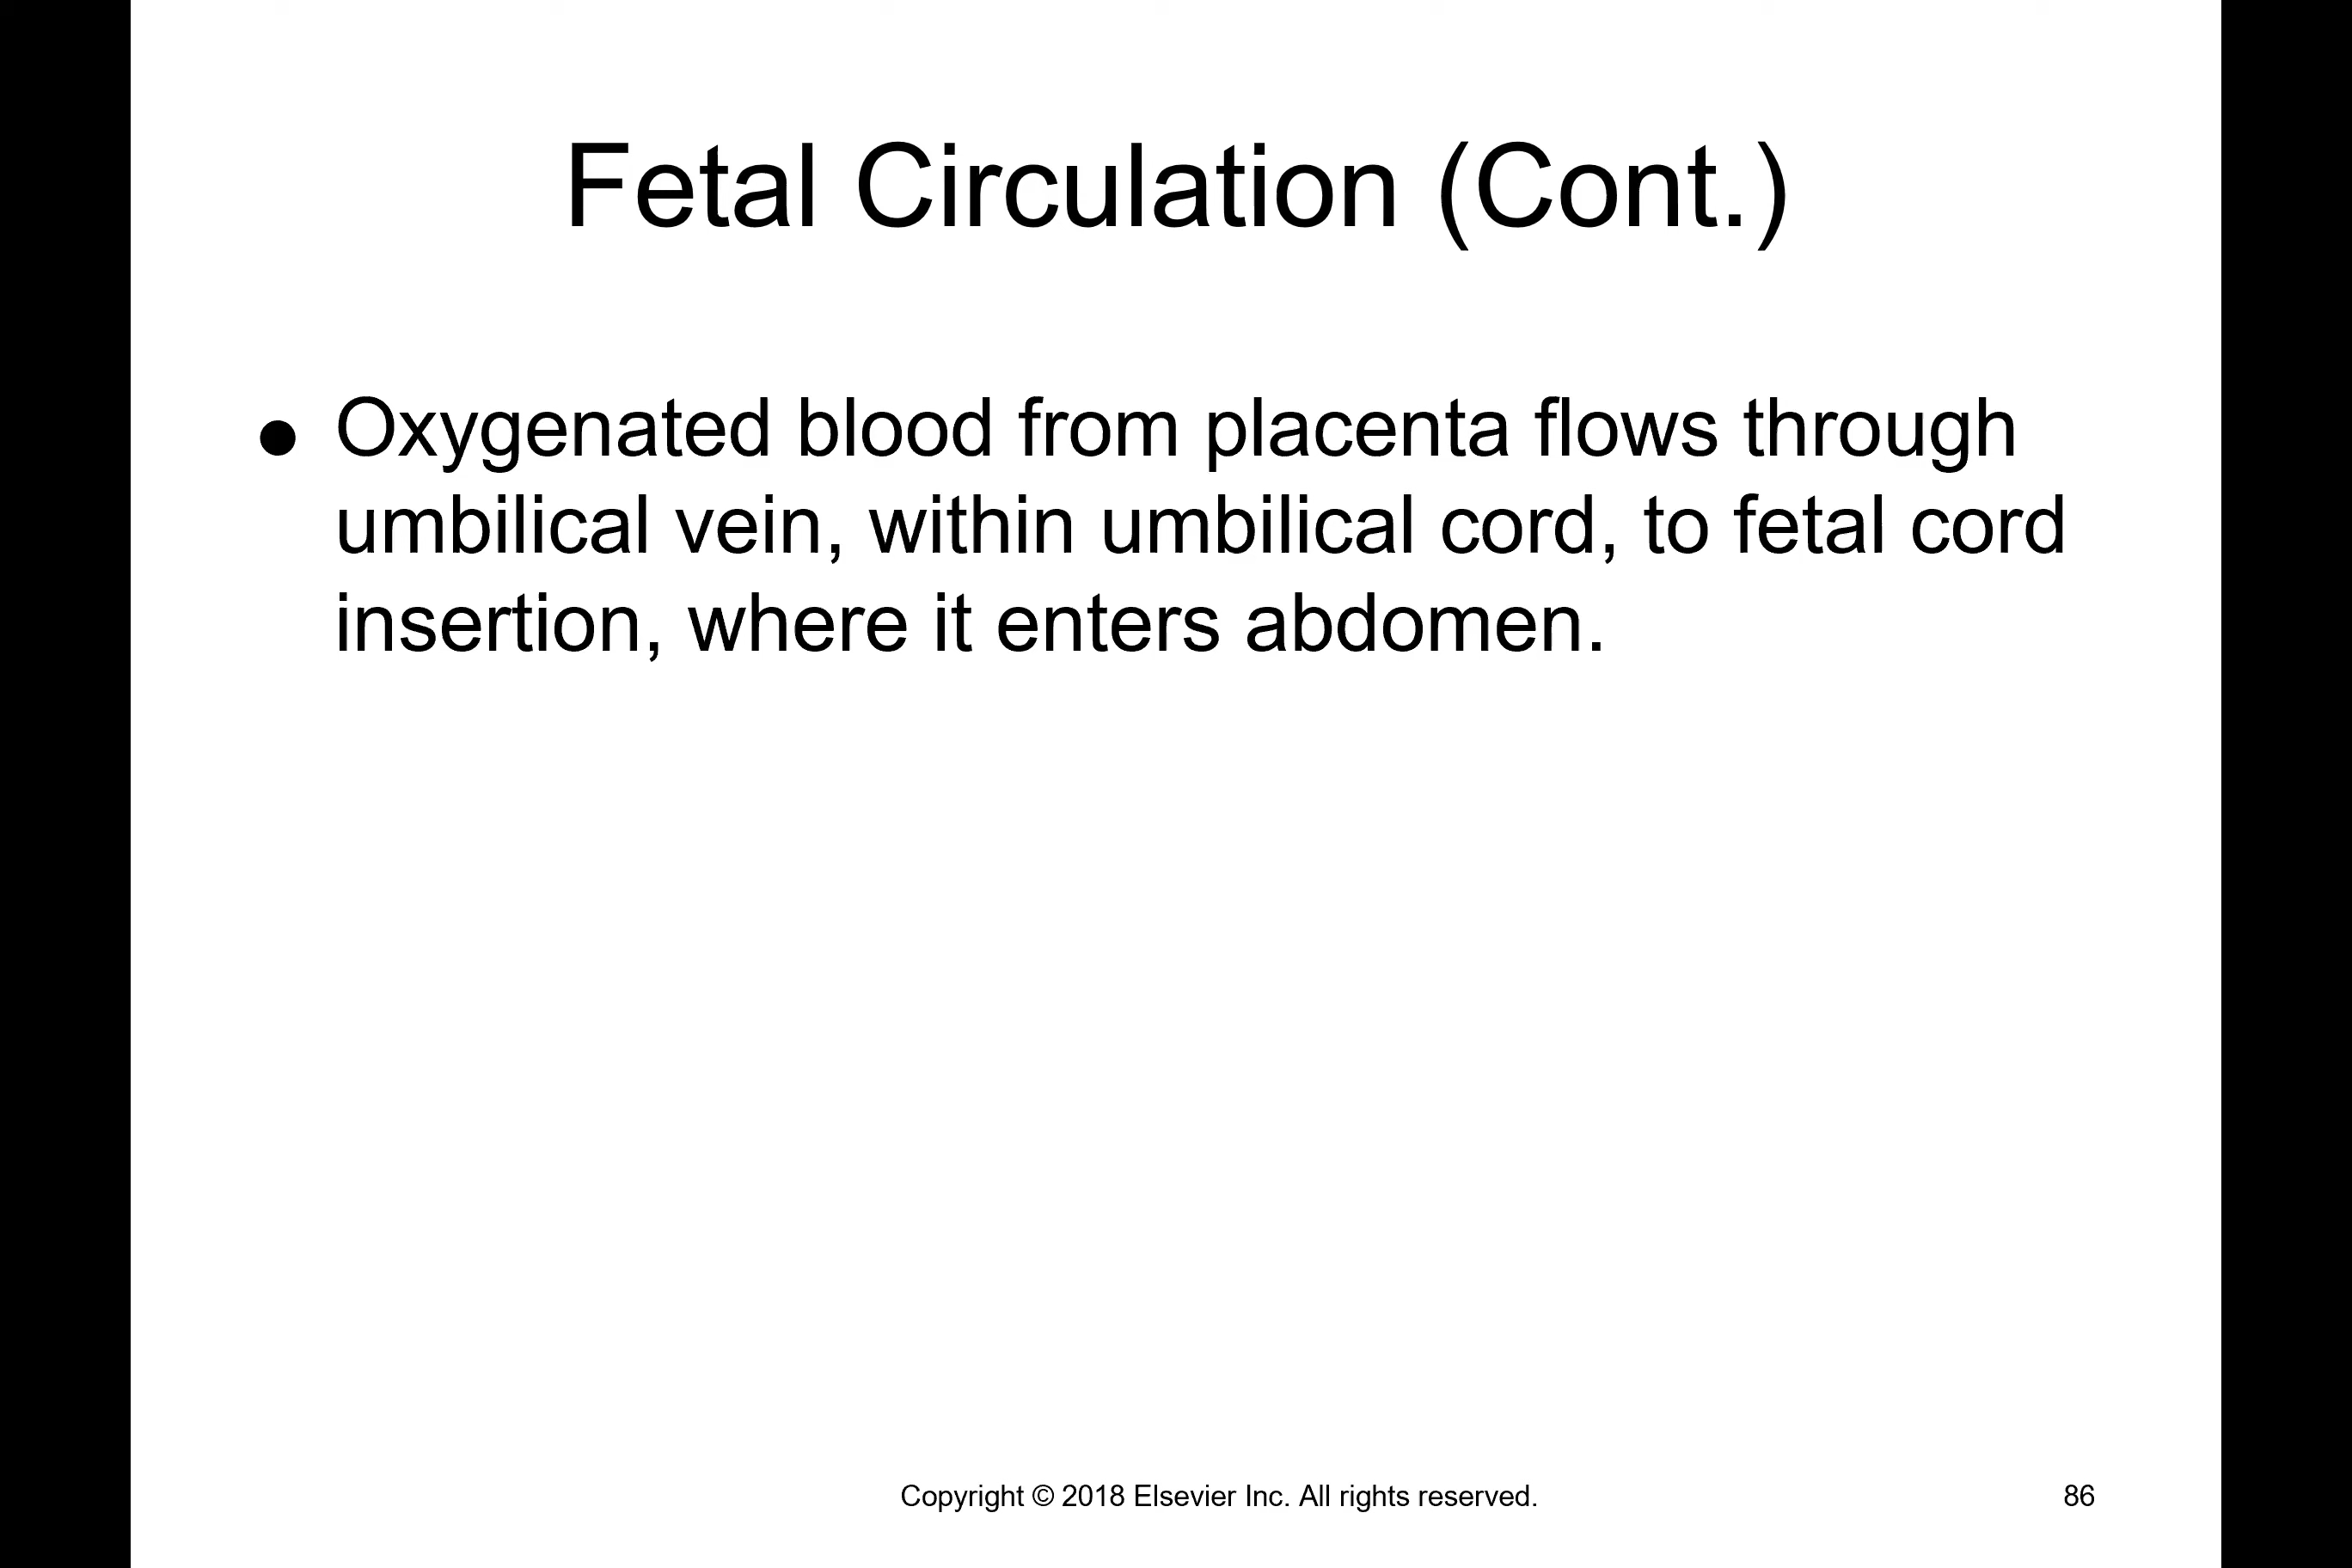 Fetal Circulation (Cont.)
● Oxygenated blood from placenta flows through
umbilical vein, within umbilical cord, to fetal cord
insertion, where it enters abdomen.
Copyright © 2018 Elsevier Inc. All rights reserved.
86